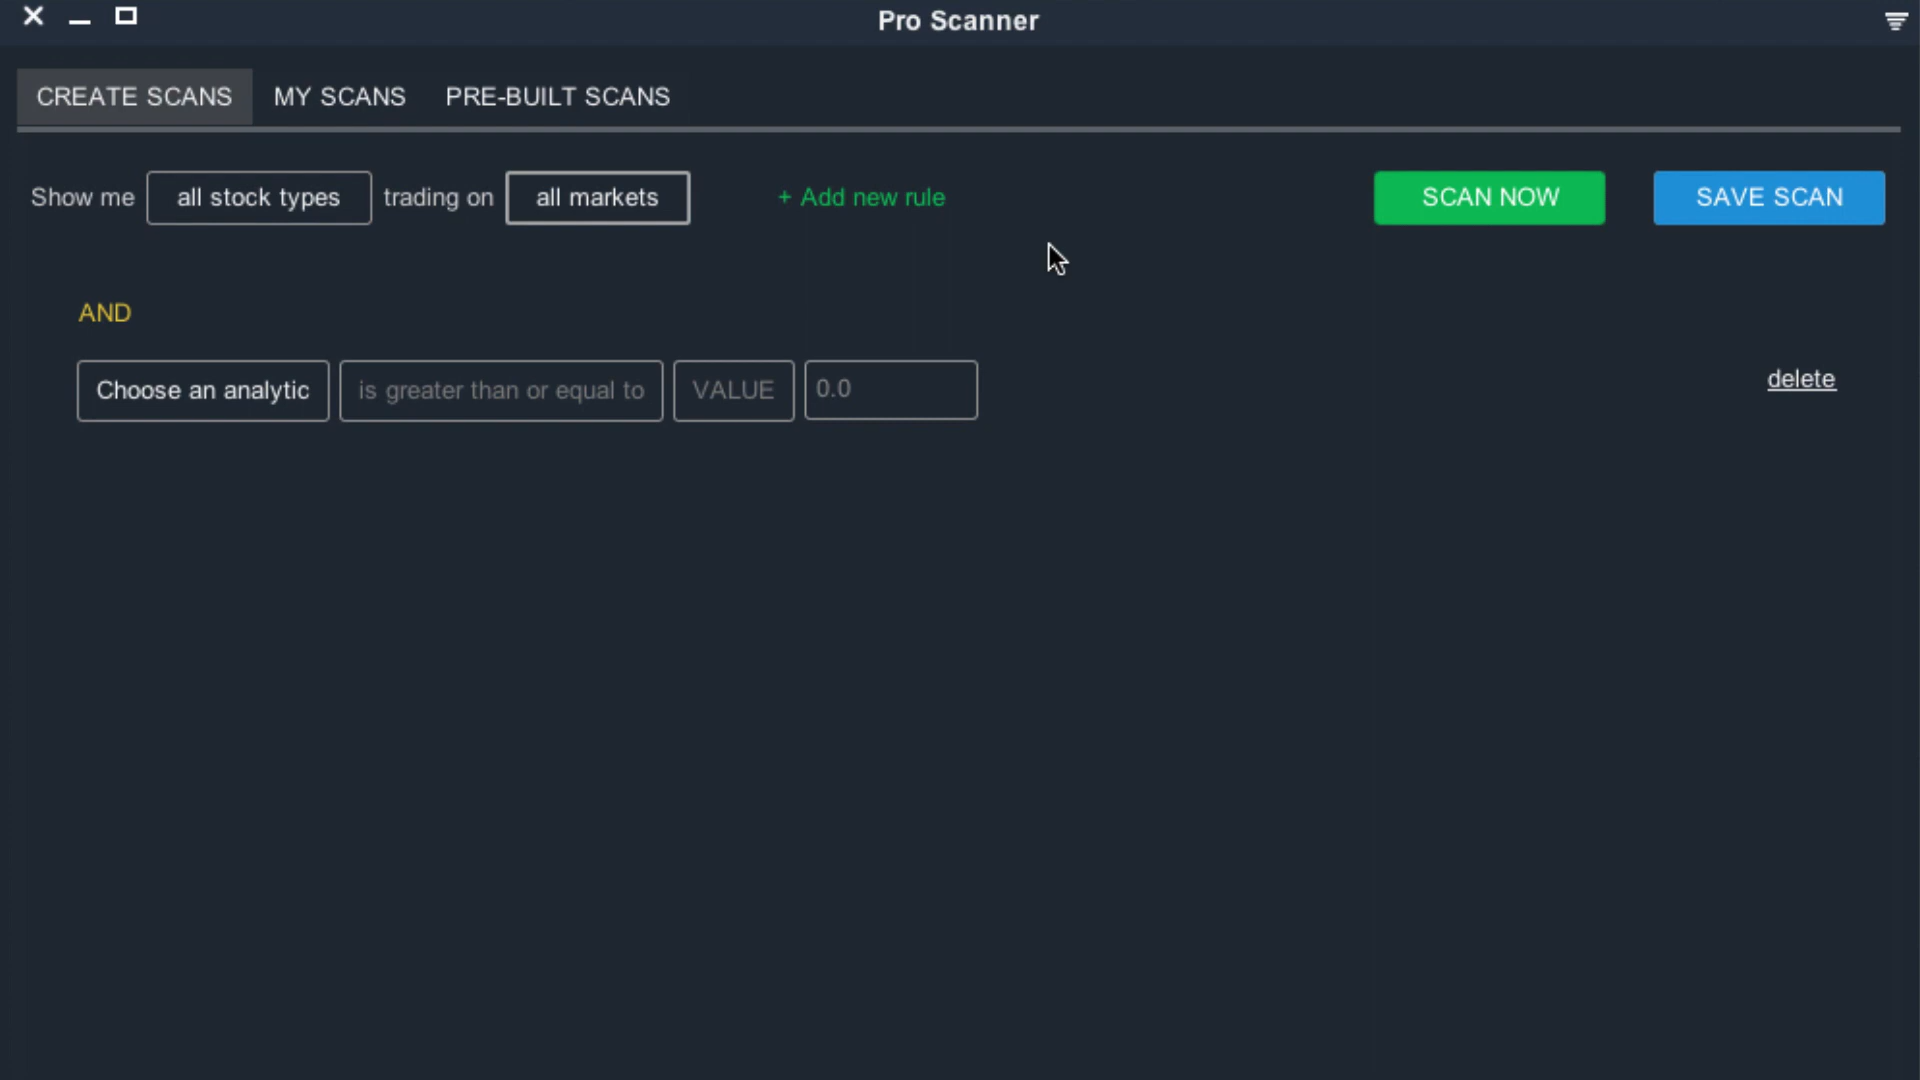 Pro Scanner
CREATE SCANS MY SCANS PRE-BUILT SCANS
Show me all stock types trading on all markets + Add new rule SCAN NOW SAVE SCAN
AND
Choose an analytic is greater than or equal to VALUE 0.0 delete